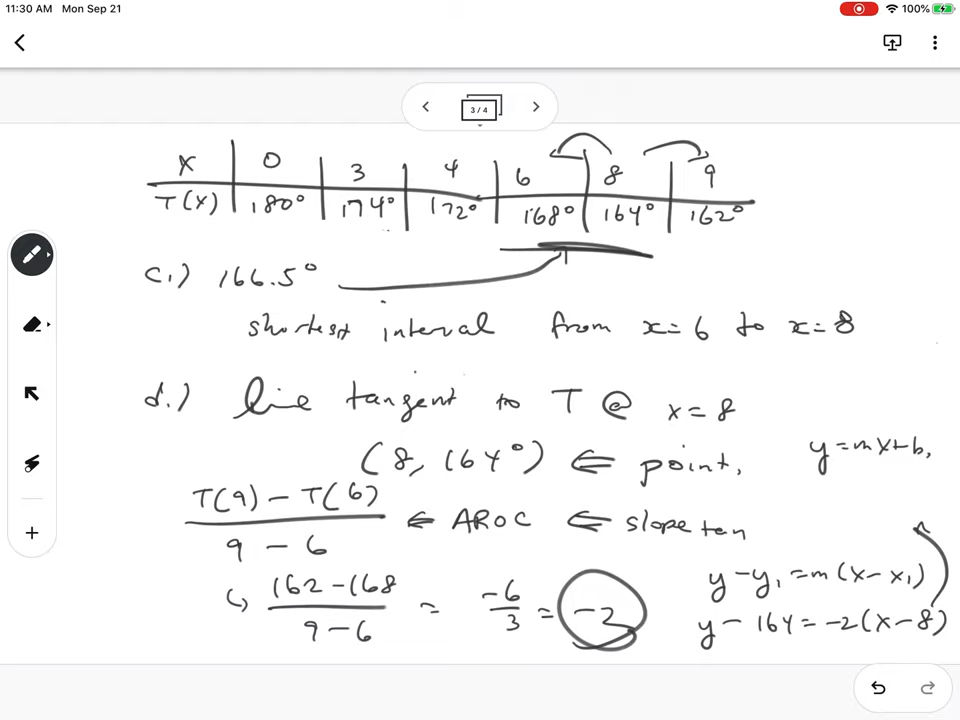 11:30 AM Mon Sep 21
100%
3 / 4
X 0 3 4 6 8 9
T(X) 180° 174° 172° 168° 164° 162°
c.) 166.5°
shortest interval from x=6 to x=8
d.) line tangent to T @ x=8
(8, 164°) ⇐ point, y=mx+b,
T(9) - T(6)
9 - 6
← AROC ⇐ slope tan
162 - 168
9 - 6
= -6/3 = -2
y - y₁ = m(x - x₁)
y - 164 = -2(x - 8)